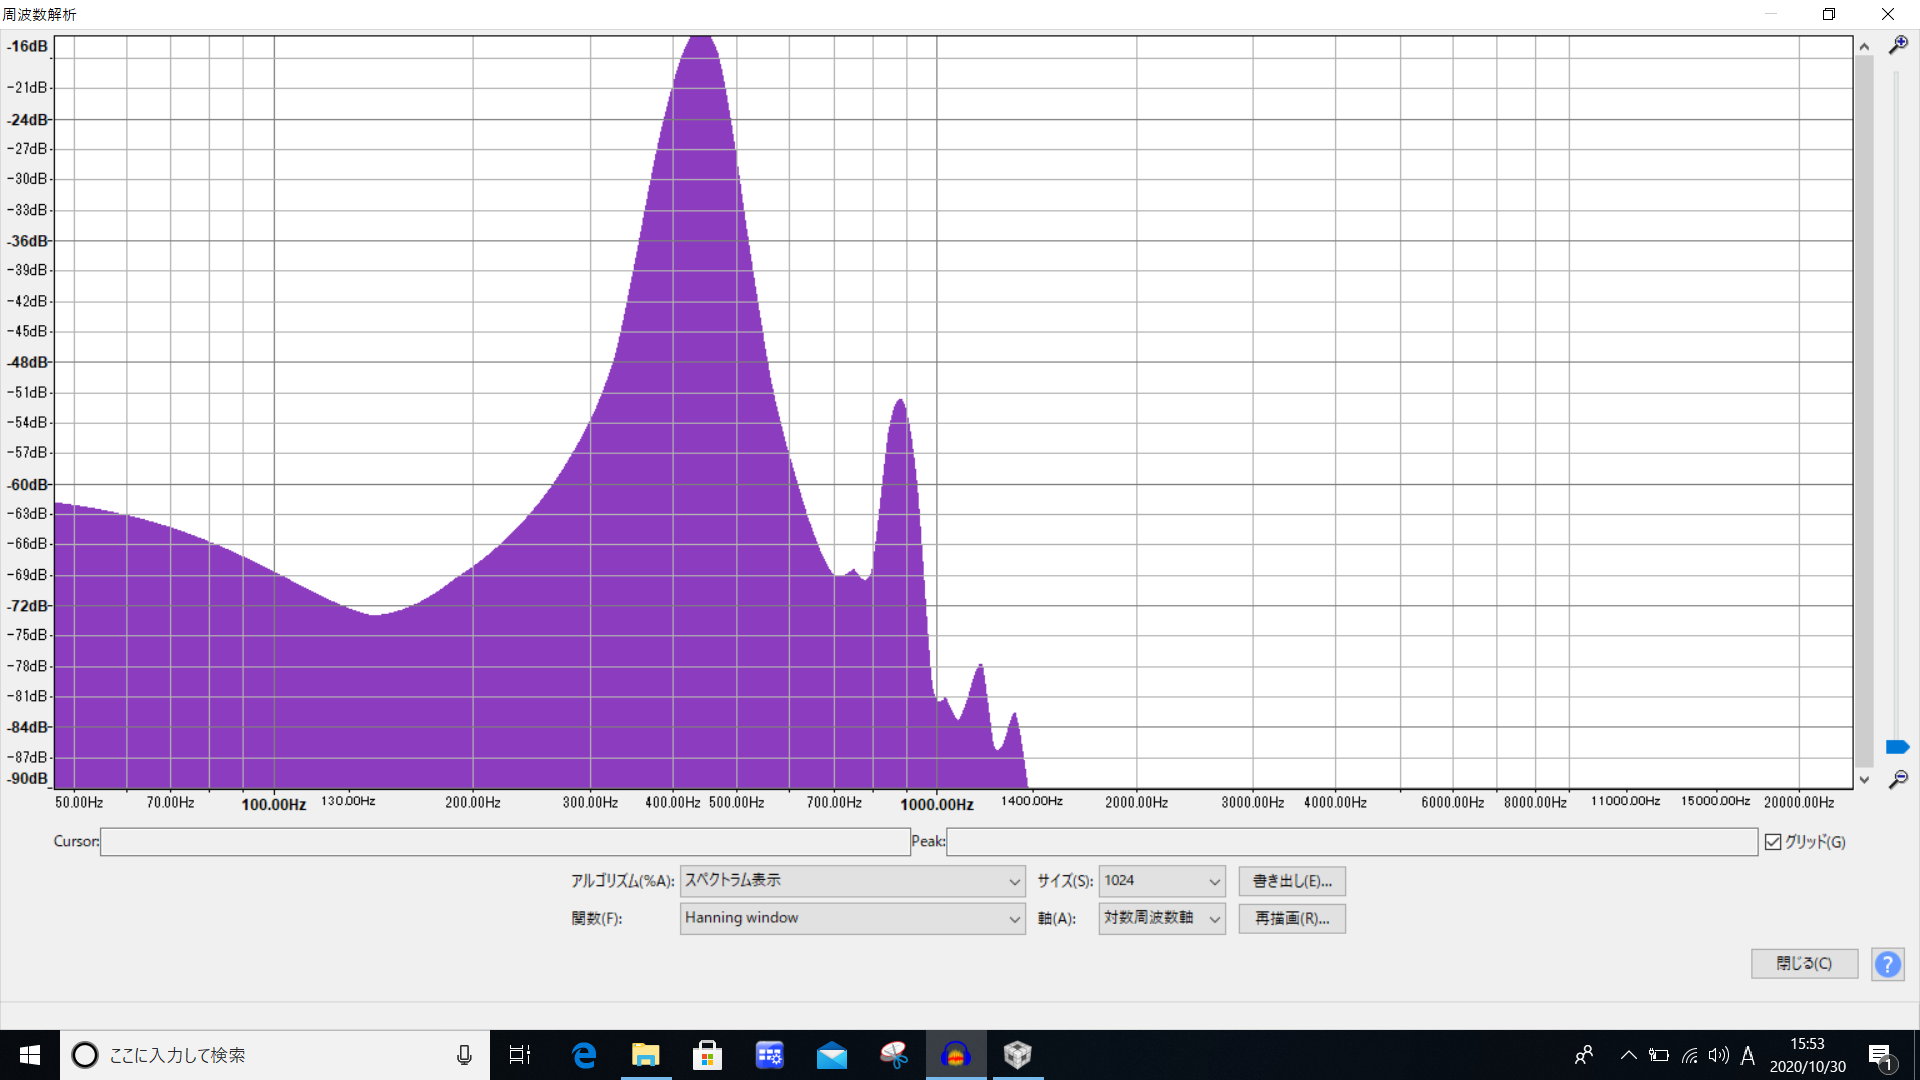 周波数解析
-16dB
-21dB
-24dB
-27dB
-30dB
-33dB
-36dB
-39dB
-42dB
-45dB
-48dB
-51dB
-54dB
-57dB
-60dB
-63dB
-66dB
-69dB
-72dB
-75dB
-78dB
-81dB
-84dB
-87dB
-90dB
50.00Hz 70.00Hz 100.00Hz 130.00Hz 200.00Hz 300.00Hz 400.00Hz 500.00Hz 700.00Hz 1000.00Hz 1400.00Hz 2000.00Hz 3000.00Hz 4000.00Hz 6000.00Hz 8000.00Hz 11000.00Hz 15000.00Hz 20000.00Hz
Cursor: Peak: グリッド(G)
アルゴリズム(%A): スペクトラム表示 サイズ(S): 1024 書き出し(E)...
関数(F): Hanning window 軸(A): 対数周波数軸 再描画(R)...
閉じる(C) ?
ここに入力して検索
A
15:53
2020/10/30
1